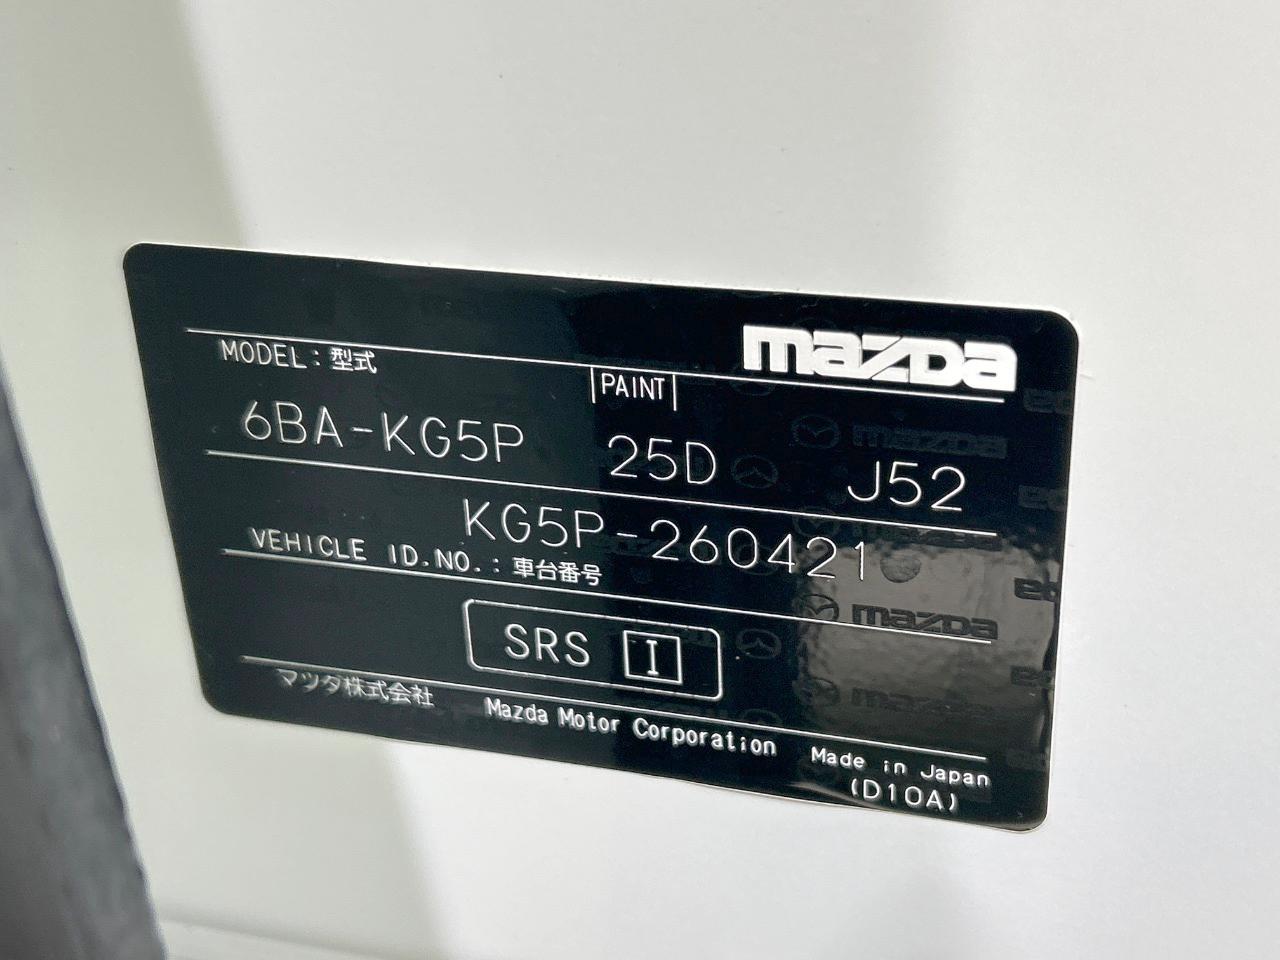 mazda
MODEL: 型式
PAINT
6BA-KG5P 25D J52
KG5P-260421
VEHICLE ID.NO.: 車台番号
SRS I
マツダ株式会社 Mazda Motor Corporation Made in Japan
(D10A)